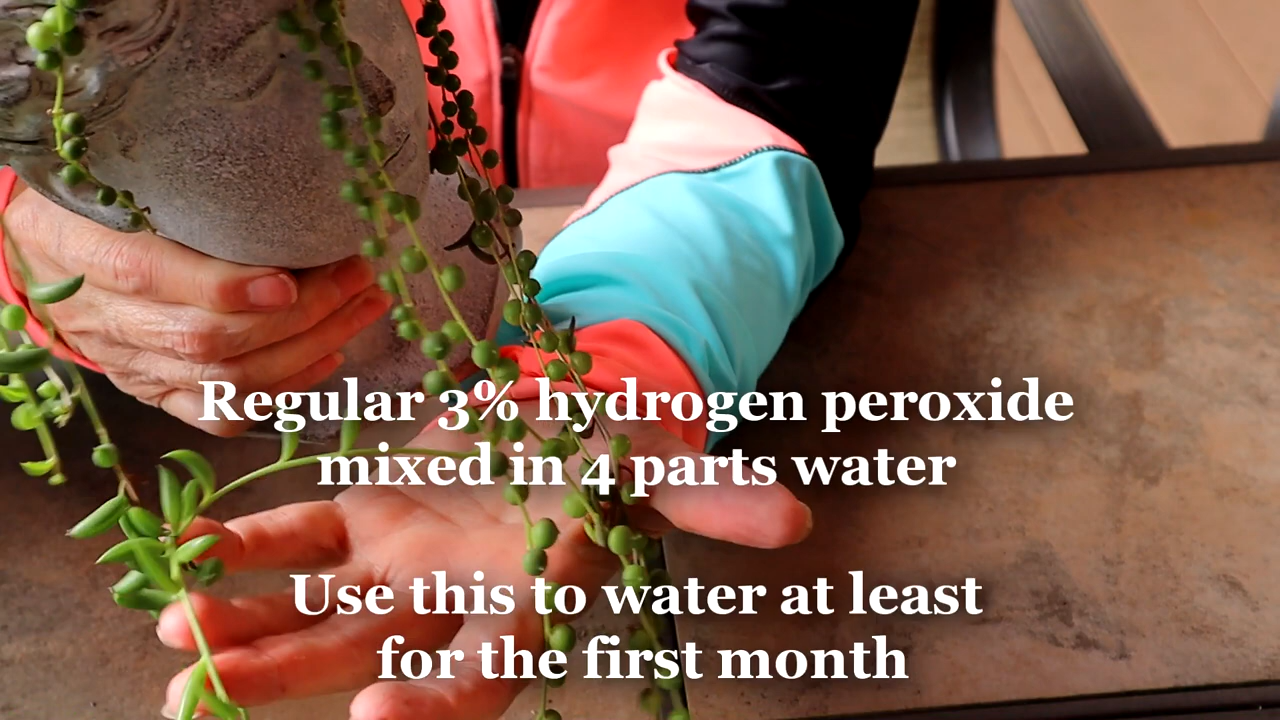 Regular 3% hydrogen peroxide
mixed in 4 parts water
Use this to water at least
for the first month